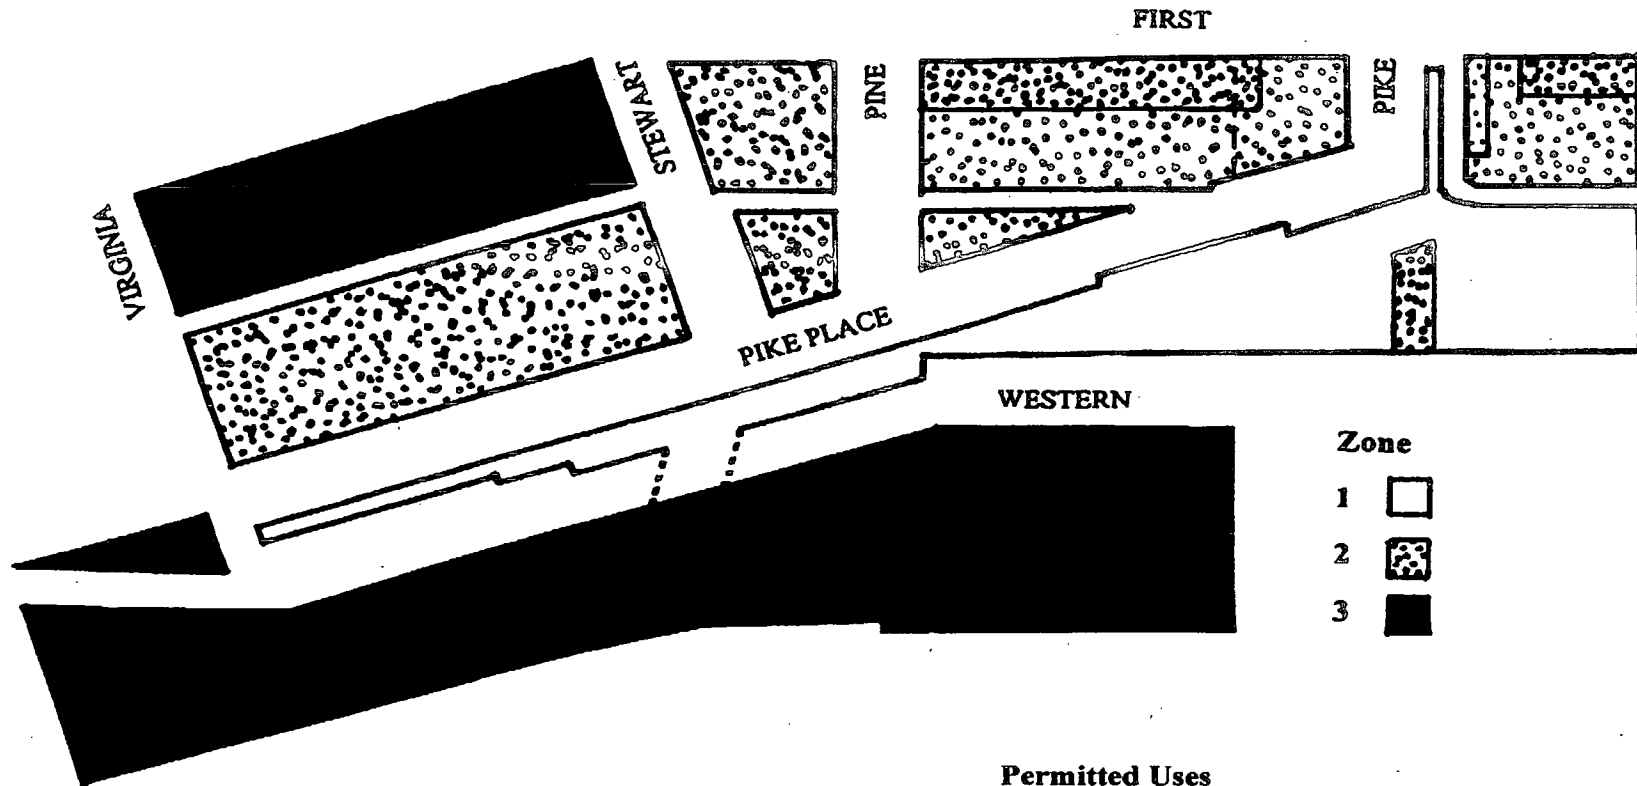 FIRST
STEWART
PINE
PIKE
VIRGINIA
PIKE PLACE
WESTERN
Zone
1
2
3
Permitted Uses